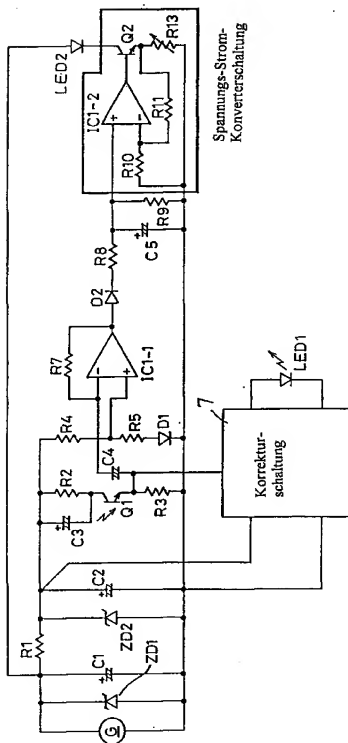 LED2
Q2
R13
IC1-2
R11
R10
Spannungs-Strom-
Konverterschaltung
R9
C5
R8
D2
R7
IC1-1
R4
R5
D1
C4
R2
C3
Q1
R3
R1
C2
ZD2
C1
ZD1
G
7
Korrektur-
schaltung
LED1
+
-
+
-
+
+
+
+
+
+